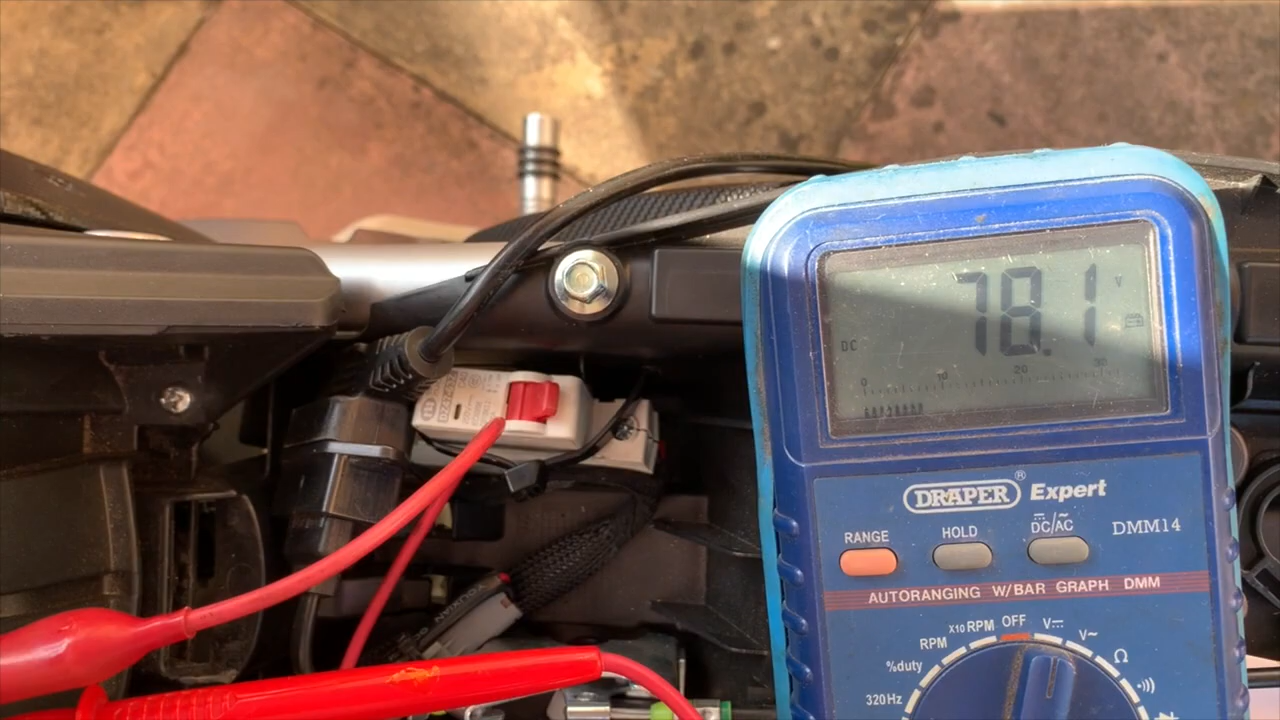 78.1 V
DC
0 10 20 30
DRAPER® Expert
RANGE
HOLD
DC/AC
DMM14
AUTORANGING W/BAR GRAPH DMM
X10 RPM
OFF
V
V~
RPM
Ω
%duty
320Hz